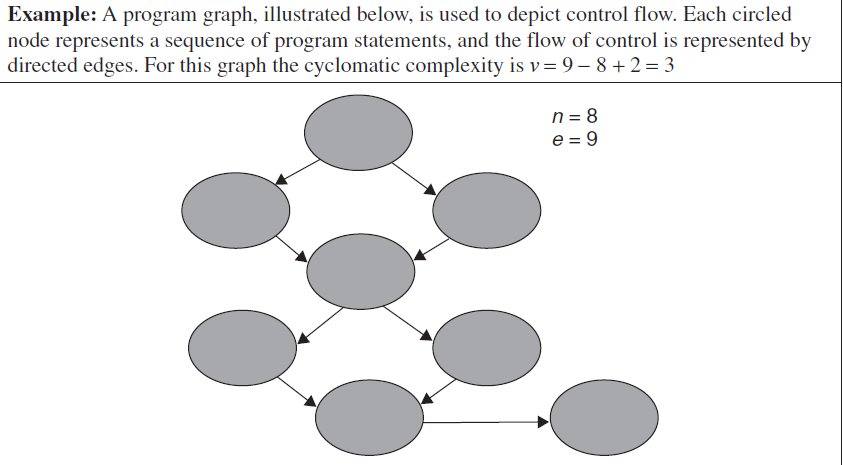 Example: A program graph, illustrated below, is used to depict control flow. Each circled
node represents a sequence of program statements, and the flow of control is represented by
directed edges. For this graph the cyclomatic complexity is v = 9 – 8 + 2 = 3
n = 8
e = 9